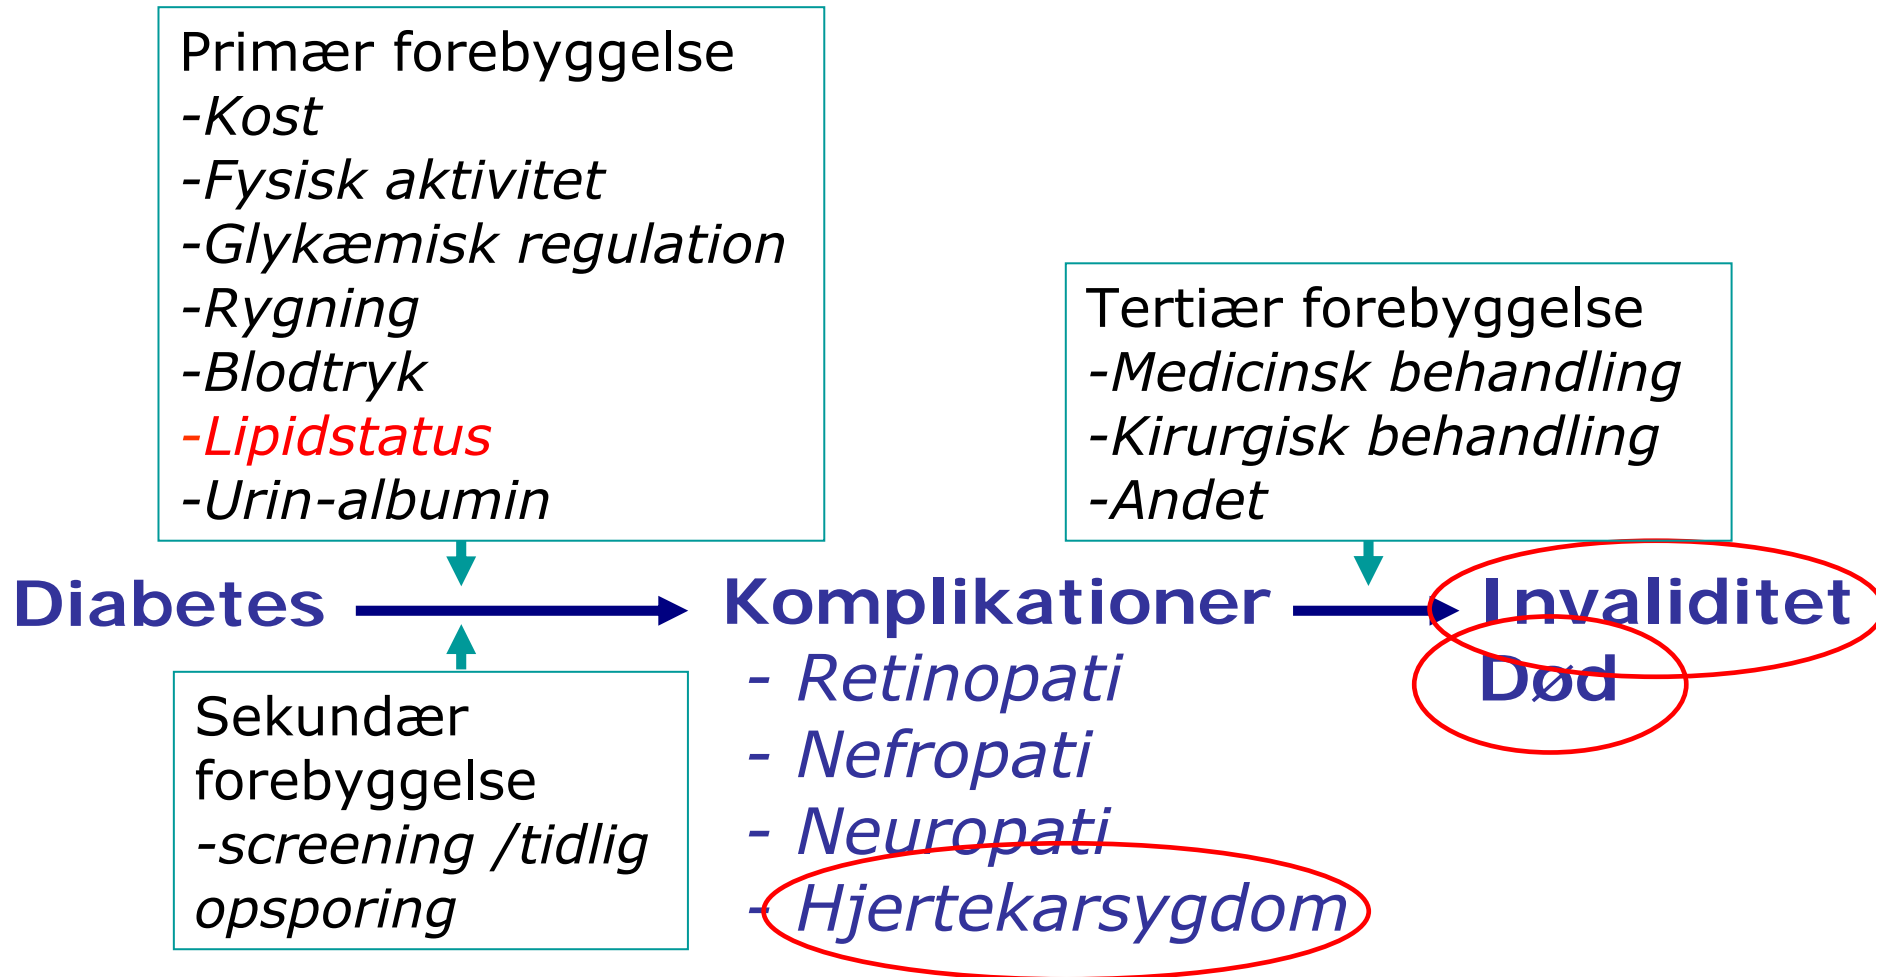 Primær forebyggelse
-Kost
-Fysisk aktivitet
-Glykæmisk regulation
-Rygning
-Blodtryk
-Lipidstatus
-Urin-albumin
Tertiær forebyggelse
-Medicinsk behandling
-Kirurgisk behandling
-Andet
Diabetes
Komplikationer
- Retinopati
- Nefropati
- Neuropati
- Hjertekarsygdom
Invaliditet
Død
Sekundær
forebyggelse
-screening /tidlig
opsporing